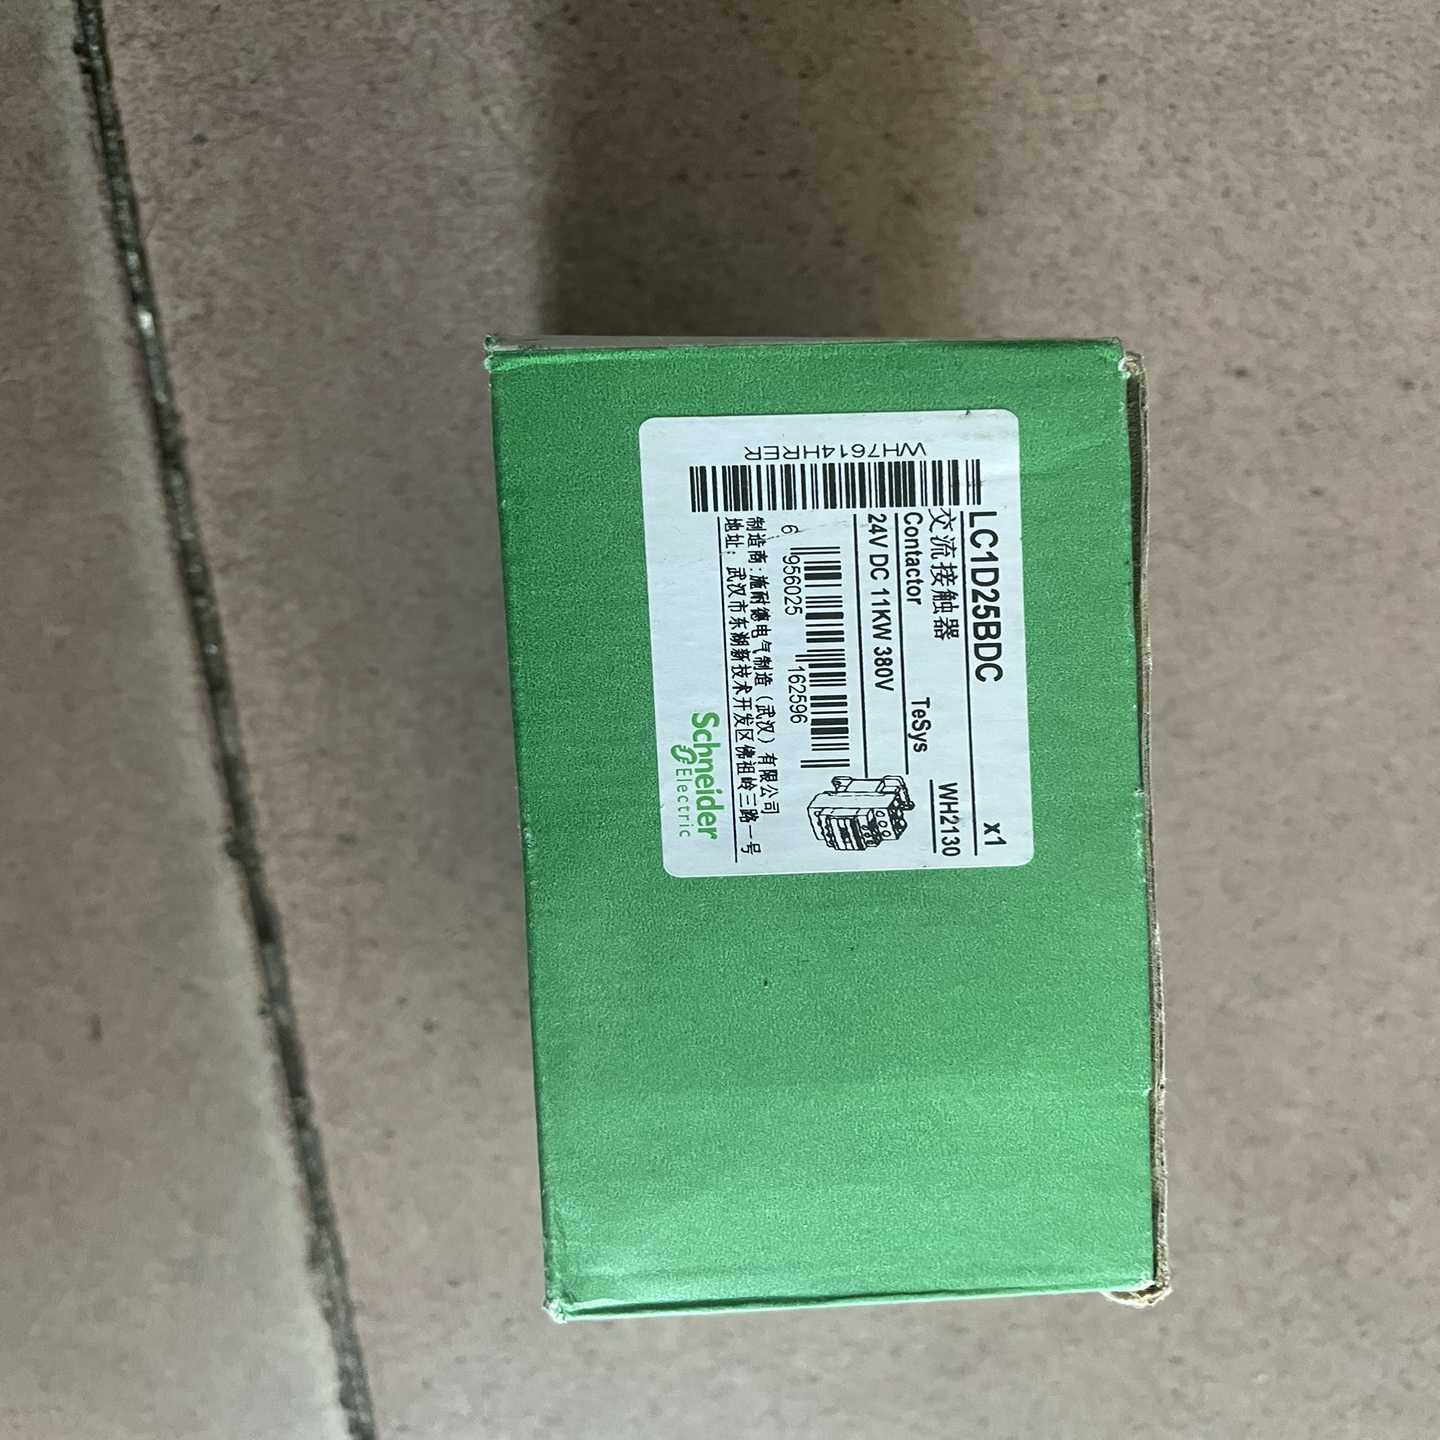 LC1D25BDC x1
交流接触器 WH2130
Contactor TeSys
24V DC 11KW 380V
6 956025 162596
制造商:施耐德电气制造（武汉）有限公司
地址：武汉市东湖新技术开发区佛祖岭三路一号
Schneider
Electric
WH7614HRER